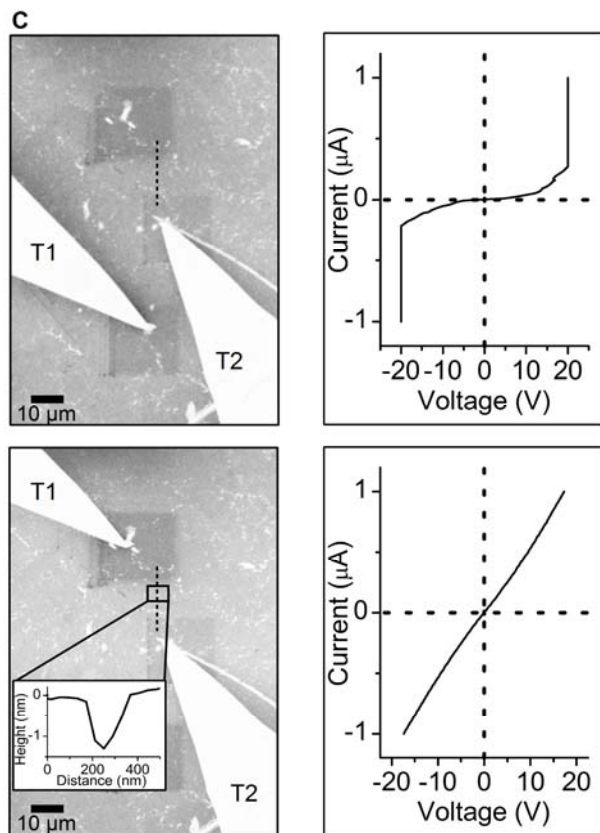 C
T1
T2
10 μm
Current (μA)
1
0
-1
-20 -10 0 10 20
Voltage (V)
T1
T2
10 μm
Height (nm)
0
-1
0 200 400
Distance (nm)
Current (μA)
1
0
-1
-20 -10 0 10 20
Voltage (V)